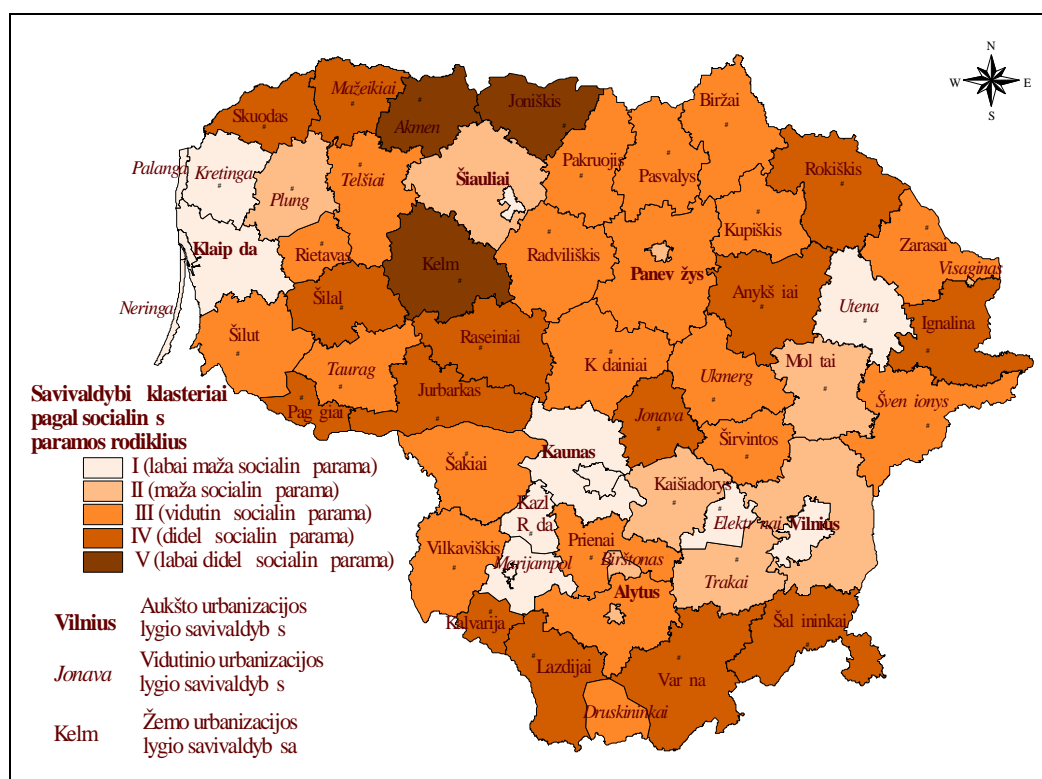 N
W E
S
Mažeikiai
Skuodas
Akmen
Joniškis
Biržai
Palanga
Kretinga
Plung
Telšiai
Šiauliai
Pakruojis
Pasvalys
Rokiškis
Klaip da
Rietavas
Kelm
Radviliškis
Panev žys
Kupiškis
Zarasai
Visaginas
Neringa
Šilal
Anykš iai
Utena
Ignalina
Šilut
Taurag
Raseiniai
K dainiai
Ukmerg
Mol tai
Šven ionys
Pag giai
Jurbarkas
Jonava
Širvintos
Šakiai
Kaunas
Kaišiadorys
Kazl
R da
Elektr nai
Vilnius
Vilkaviškis
Marijampol
Prienai
Birštonas
Trakai
Alytus
Kalvarija
Lazdijai
Var na
Šal ininkai
Druskininkai
Savivaldybi klasteriai
pagal socialin s
paramos rodiklius
I (labai maža socialin parama)
II (maža socialin parama)
III (vidutin socialin parama)
IV (didel socialin parama)
V (labai didel socialin parama)
Vilnius Aukšto urbanizacijos
lygio savivaldyb s
Jonava Vidutinio urbanizacijos
lygio savivaldyb s
Kelm Žemo urbanizacijos
lygio savivaldyb sa